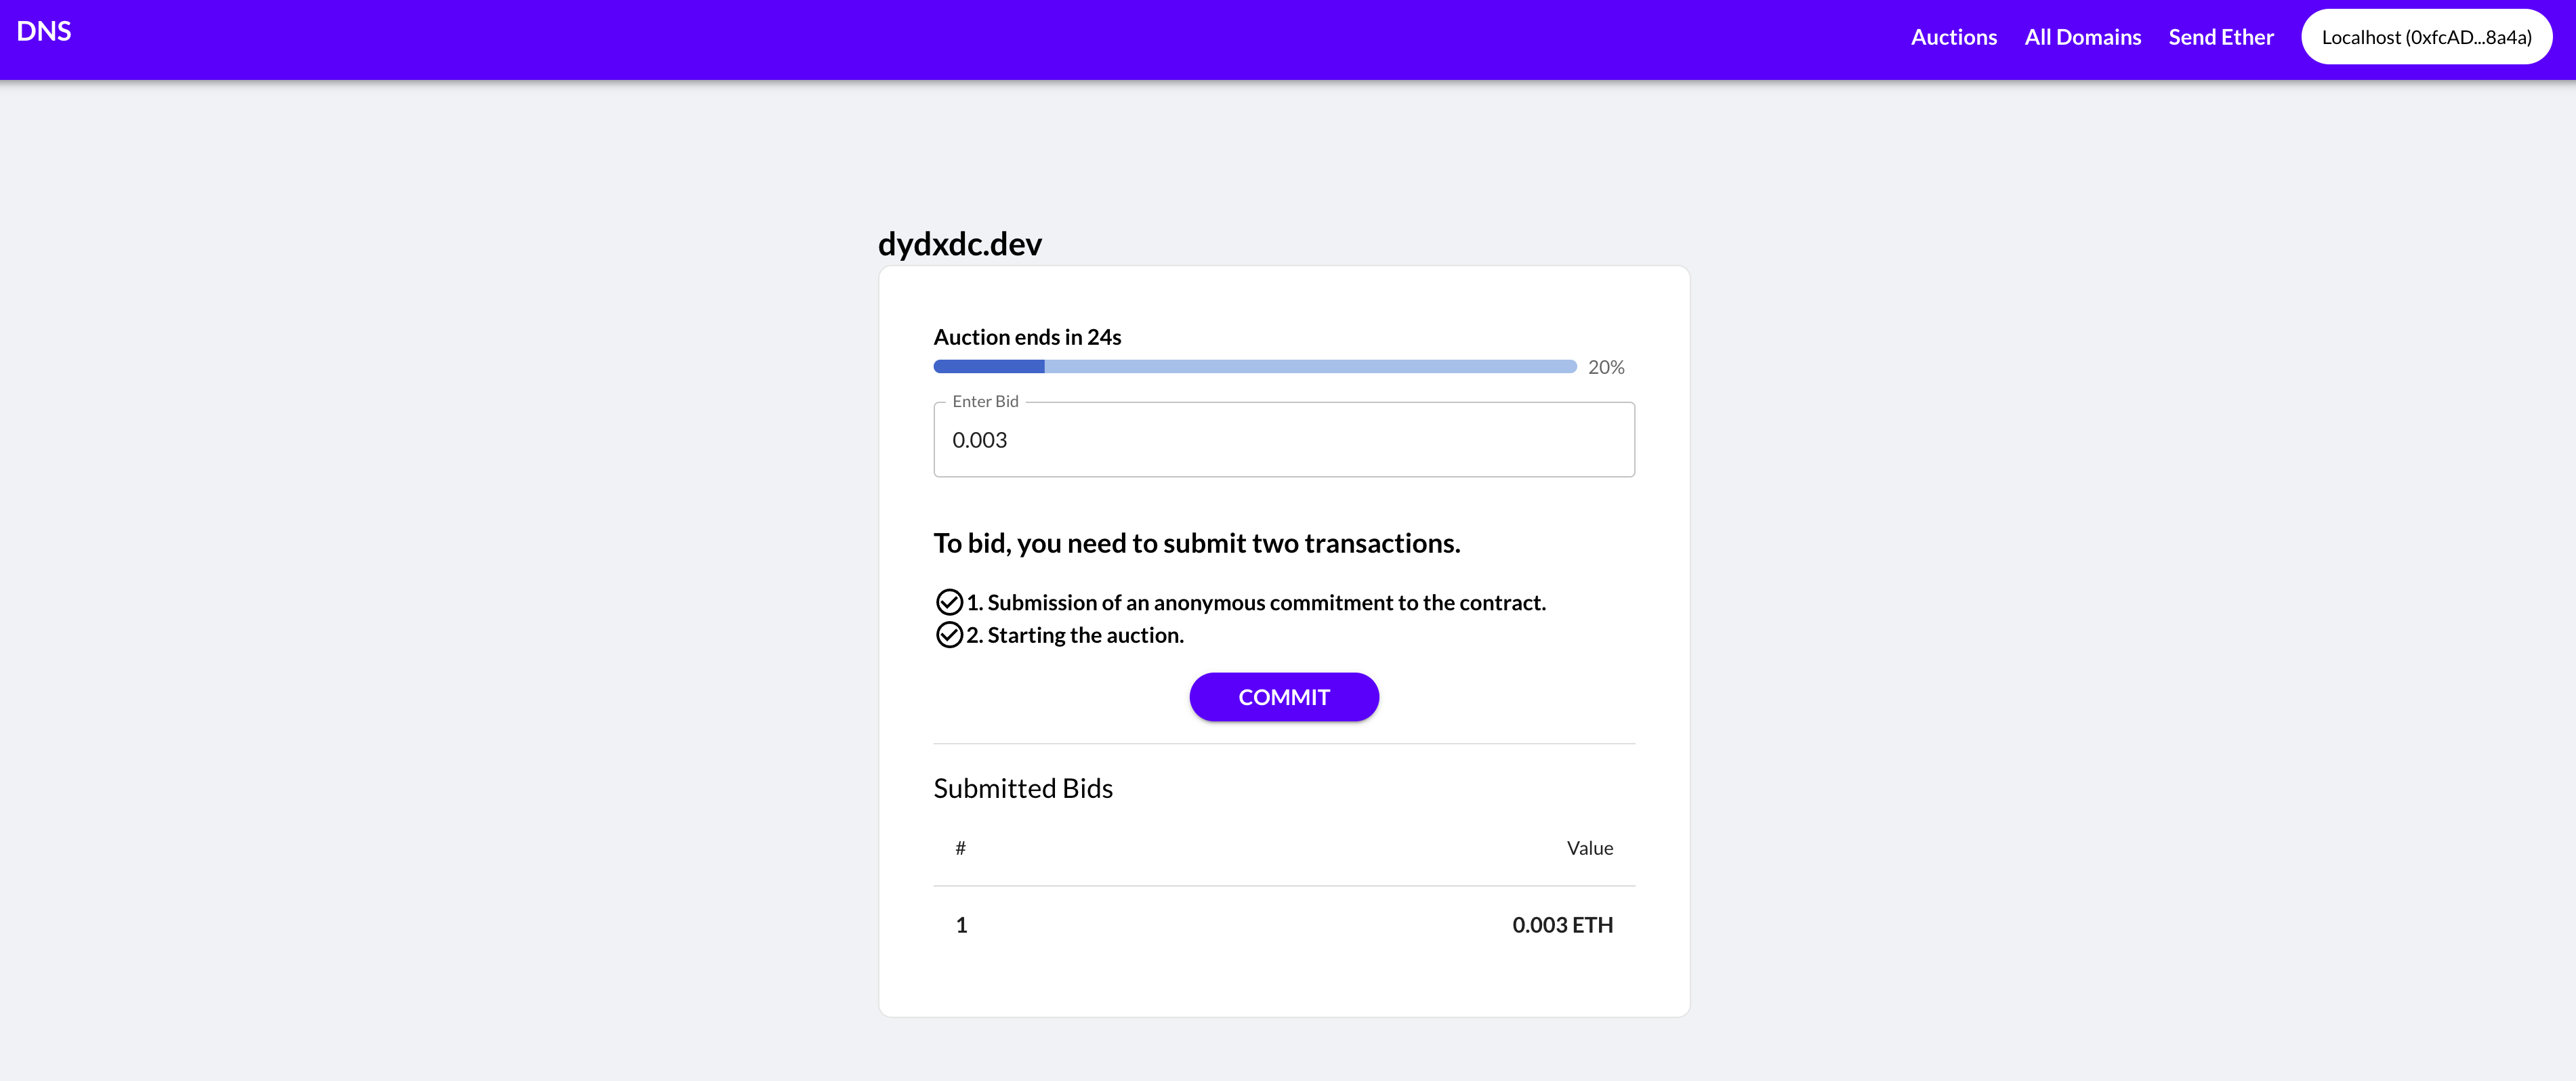 DNS
Auctions All Domains Send Ether Localhost (0xfcAD...8a4a)
dydxdc.dev
Auction ends in 24s
20%
Enter Bid
0.003
To bid, you need to submit two transactions.
1. Submission of an anonymous commitment to the contract.
2. Starting the auction.
COMMIT
Submitted Bids
# Value
1 0.003 ETH